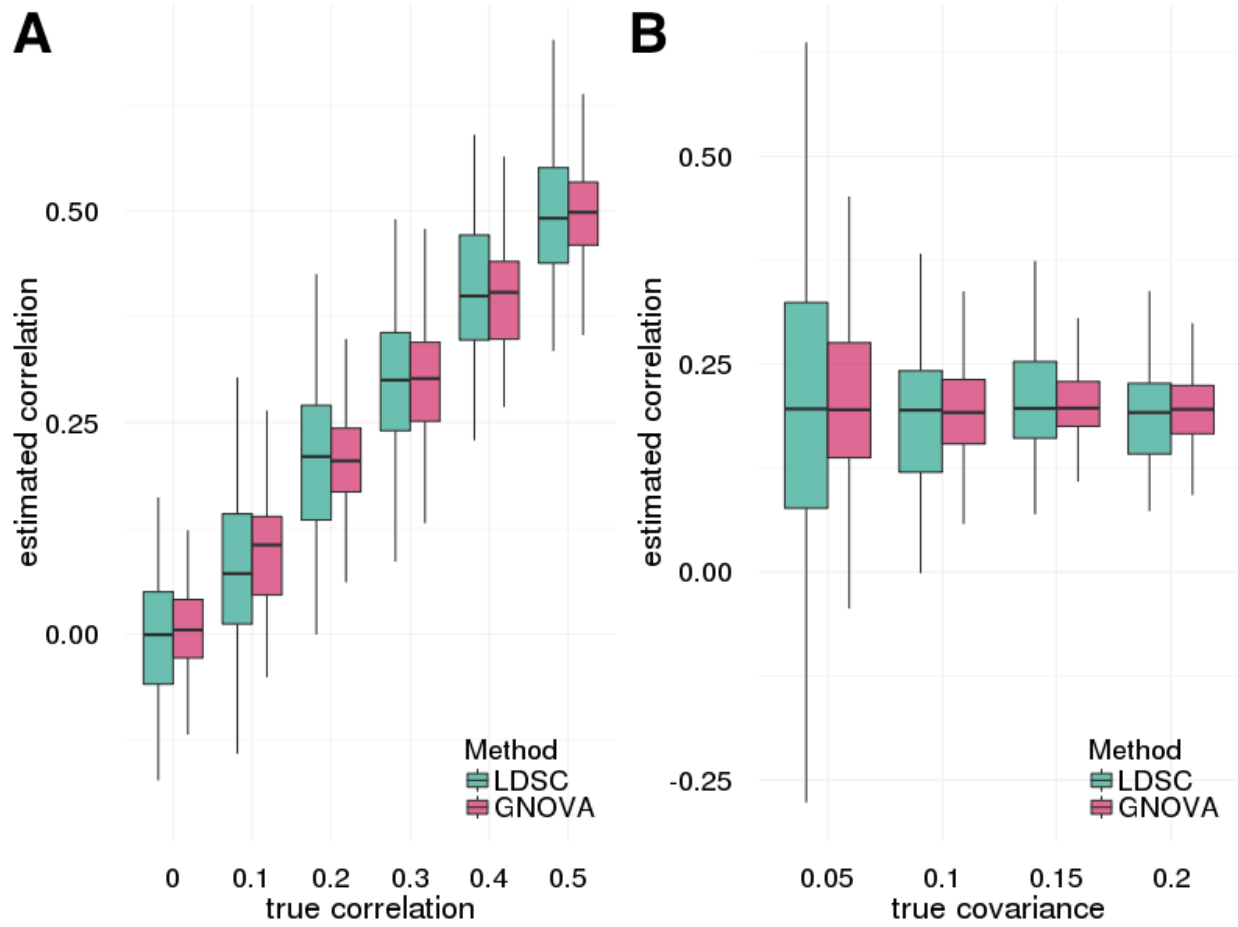 A
estimated correlation
0.50
0.25
0.00
Method
LDSC
GNOVA
0 0.1 0.2 0.3 0.4 0.5
true correlation
B
estimated correlation
0.50
0.25
0.00
-0.25
Method
LDSC
GNOVA
0.05 0.1 0.15 0.2
true covariance